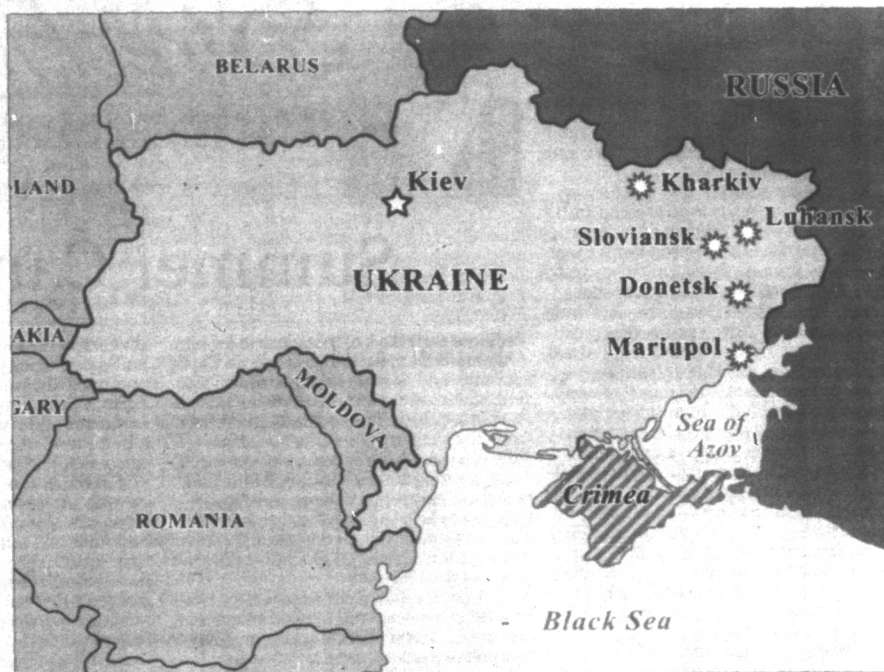 BELARUS
RUSSIA
LAND
Kiev
Kharkiv
Luhansk
Sloviansk
UKRAINE
Donetsk
AKIA
Mariupol
GARY
MOLDOVA
Sea of
Azov
Crimea
ROMANIA
Black Sea